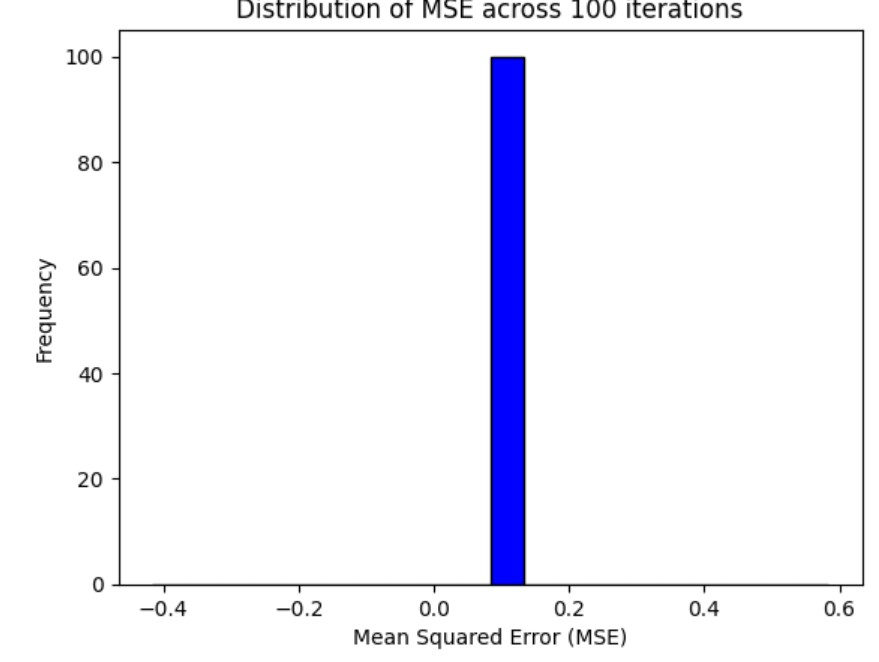 Distribution of MSE across 100 iterations
100
80
60
40
20
0
Frequency
−0.4 −0.2 0.0 0.2 0.4 0.6
Mean Squared Error (MSE)